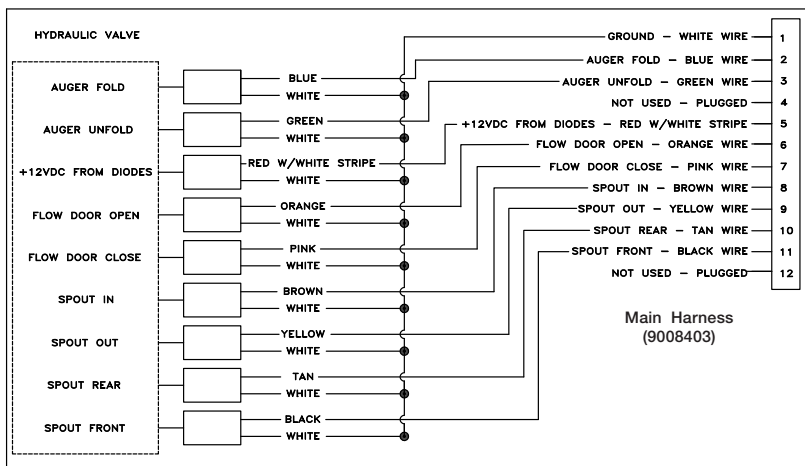 HYDRAULIC VALVE
AUGER FOLD
AUGER UNFOLD
+12VDC FROM DIODES
FLOW DOOR OPEN
FLOW DOOR CLOSE
SPOUT IN
SPOUT OUT
SPOUT REAR
SPOUT FRONT
BLUE
WHITE
GREEN
WHITE
RED W/WHITE STRIPE
WHITE
ORANGE
WHITE
PINK
WHITE
BROWN
WHITE
YELLOW
WHITE
TAN
WHITE
BLACK
WHITE
GROUND – WHITE WIRE 1
AUGER FOLD – BLUE WIRE 2
AUGER UNFOLD – GREEN WIRE 3
NOT USED – PLUGGED 4
+12VDC FROM DIODES – RED W/WHITE STRIPE 5
FLOW DOOR OPEN – ORANGE WIRE 6
FLOW DOOR CLOSE – PINK WIRE 7
SPOUT IN – BROWN WIRE 8
SPOUT OUT – YELLOW WIRE 9
SPOUT REAR – TAN WIRE 10
SPOUT FRONT – BLACK WIRE 11
NOT USED – PLUGGED 12
Main Harness
(9008403)